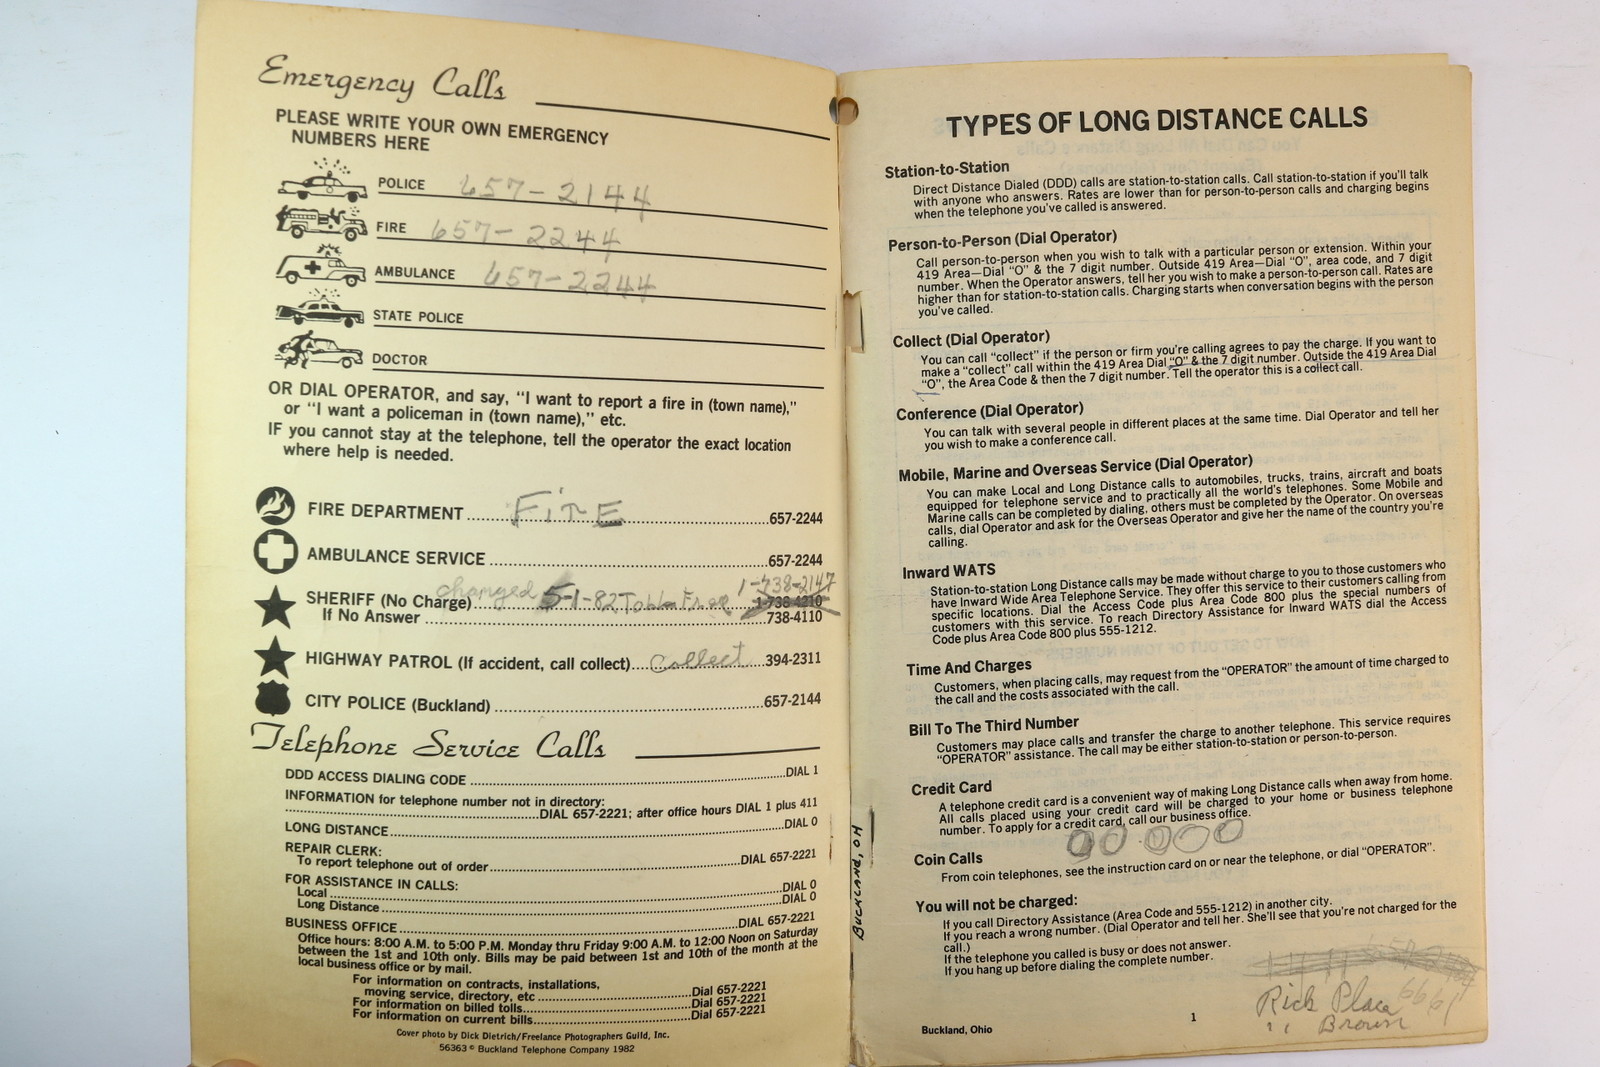 Emergency Calls
PLEASE WRITE YOUR OWN EMERGENCY
NUMBERS HERE
POLICE 657-2144
FIRE 657-2244
AMBULANCE 657-2244
STATE POLICE
DOCTOR
OR DIAL OPERATOR, and say, "I want to report a fire in (town name),"
or "I want a policeman in (town name)," etc.
IF you cannot stay at the telephone, tell the operator the exact location
where help is needed.
FIRE DEPARTMENT FirE 657-2244
AMBULANCE SERVICE 657-2244
changed 5-1-82 1-738-2147
SHERIFF (No Charge) 1-738-4210
If No Answer 738-4110
HIGHWAY PATROL (If accident, call collect) Collect 394-2311
CITY POLICE (Buckland) 657-2144
Telephone Service Calls
DDD ACCESS DIALING CODE DIAL 1
INFORMATION for telephone number not in directory:
DIAL 657-2221; after office hours DIAL 1 plus 411
LONG DISTANCE DIAL 0
REPAIR CLERK:
To report telephone out of order DIAL 657-2221
FOR ASSISTANCE IN CALLS:
Local DIAL 0
Long Distance DIAL 0
BUSINESS OFFICE DIAL 657-2221
Office hours: 8:00 A.M. to 5:00 P.M. Monday thru Friday 9:00 A.M. to 12:00 Noon on Saturday
between the 1st and 10th only. Bills may be paid between 1st and 10th of the month at the
local business office or by mail.
For information on contracts, installations,
moving service, directory, etc Dial 657-2221
For information on billed tolls Dial 657-2221
For information on current bills Dial 657-2221
Cover photo by Dick Dietrich/Freelance Photographers Guild, Inc.
56363 © Buckland Telephone Company 1982
BUCKLAND, OH
TYPES OF LONG DISTANCE CALLS
Station-to-Station
Direct Distance Dialed (DDD) calls are station-to-station calls. Call station-to-station if you'll talk
with anyone who answers. Rates are lower than for person-to-person calls and charging begins
when the telephone you've called is answered.
Person-to-Person (Dial Operator)
Call person-to-person when you wish to talk with a particular person or extension. Within your
419 Area—Dial "O" & the 7 digit number. Outside 419 Area—Dial "O", area code, and 7 digit
number. When the Operator answers, tell her you wish to make a person-to-person call. Rates are
higher than for station-to-station calls. Charging starts when conversation begins with the person
you've called.
Collect (Dial Operator)
You can call "collect" if the person or firm you're calling agrees to pay the charge. If you want to
make a "collect" call within the 419 Area Dial "O" & the 7 digit number. Outside the 419 Area Dial
"O", the Area Code & then the 7 digit number. Tell the operator this is a collect call.
Conference (Dial Operator)
You can talk with several people in different places at the same time. Dial Operator and tell her
you wish to make a conference call.
Mobile, Marine and Overseas Service (Dial Operator)
You can make Local and Long Distance calls to automobiles, trucks, trains, aircraft and boats
equipped for telephone service and to practically all the world's telephones. Some Mobile and
Marine calls can be completed by dialing, others must be completed by the Operator. On overseas
calls, dial Operator and ask for the Overseas Operator and give her the name of the country you're
calling.
Inward WATS
Station-to-station Long Distance calls may be made without charge to you to those customers who
have Inward Wide Area Telephone Service. They offer this service to their customers calling from
specific locations. Dial the Access Code plus Area Code 800 plus the special numbers of
customers with this service. To reach Directory Assistance for Inward WATS dial the Access
Code plus Area Code 800 plus 555-1212.
Time And Charges
Customers, when placing calls, may request from the "OPERATOR" the amount of time charged to
the call and the costs associated with the call.
Bill To The Third Number
Customers may place calls and transfer the charge to another telephone. This service requires
"OPERATOR" assistance. The call may be either station-to-station or person-to-person.
Credit Card
A telephone credit card is a convenient way of making Long Distance calls when away from home.
All calls placed using your credit card will be charged to your home or business telephone
number. To apply for a credit card, call our business office.
Coin Calls
From coin telephones, see the instruction card on or near the telephone, or dial "OPERATOR".
You will not be charged:
If you call Directory Assistance (Area Code and 555-1212) in another city.
If you reach a wrong number. (Dial Operator and tell her. She'll see that you're not charged for the
call.)
If the telephone you called is busy or does not answer.
If you hang up before dialing the complete number.
Rick Place 6661
Brown
1
Buckland, Ohio